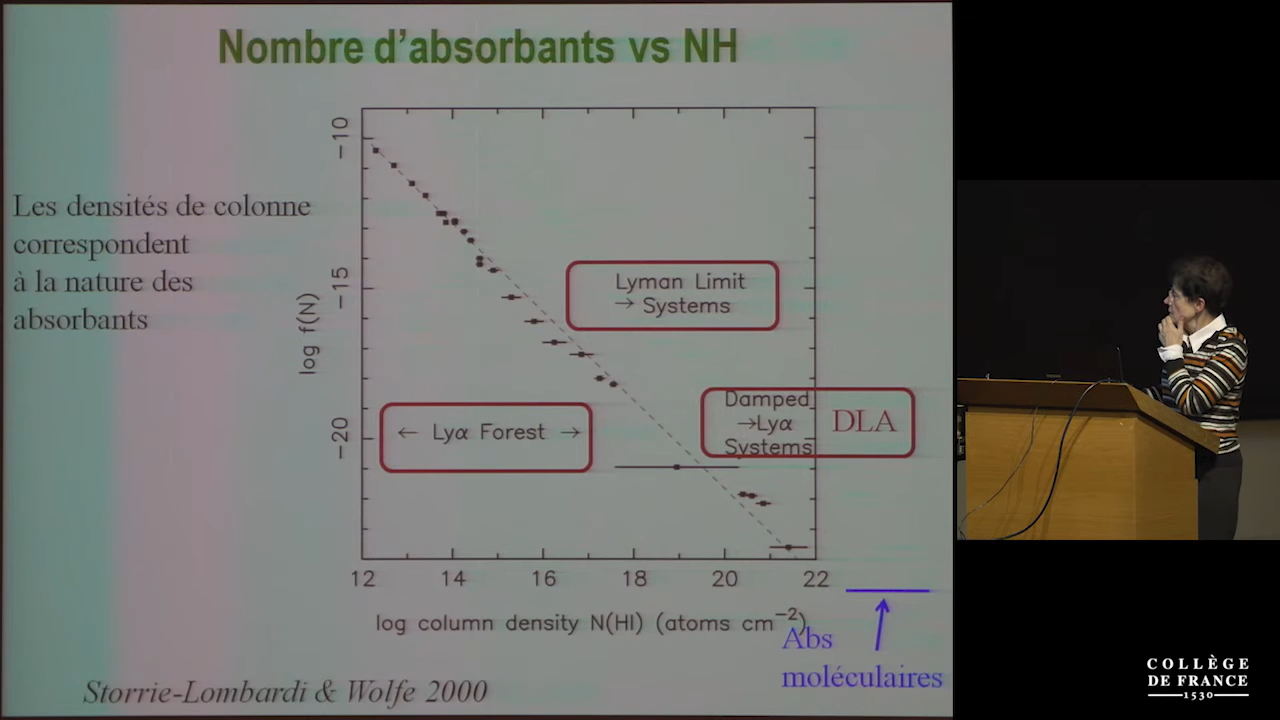 Nombre d'absorbants vs NH
Les densités de colonne
correspondent
à la nature des
absorbants
log f(N)
−10
−15
−20
Lyman Limit
→ Systems
← Lyα Forest →
Damped
→Lyα
Systems
DLA
12 14 16 18 20 22
log column density N(HI) (atoms cm−2)
Abs
moléculaires
Storrie-Lombardi & Wolfe 2000
COLLÈGE
DE FRANCE
1530